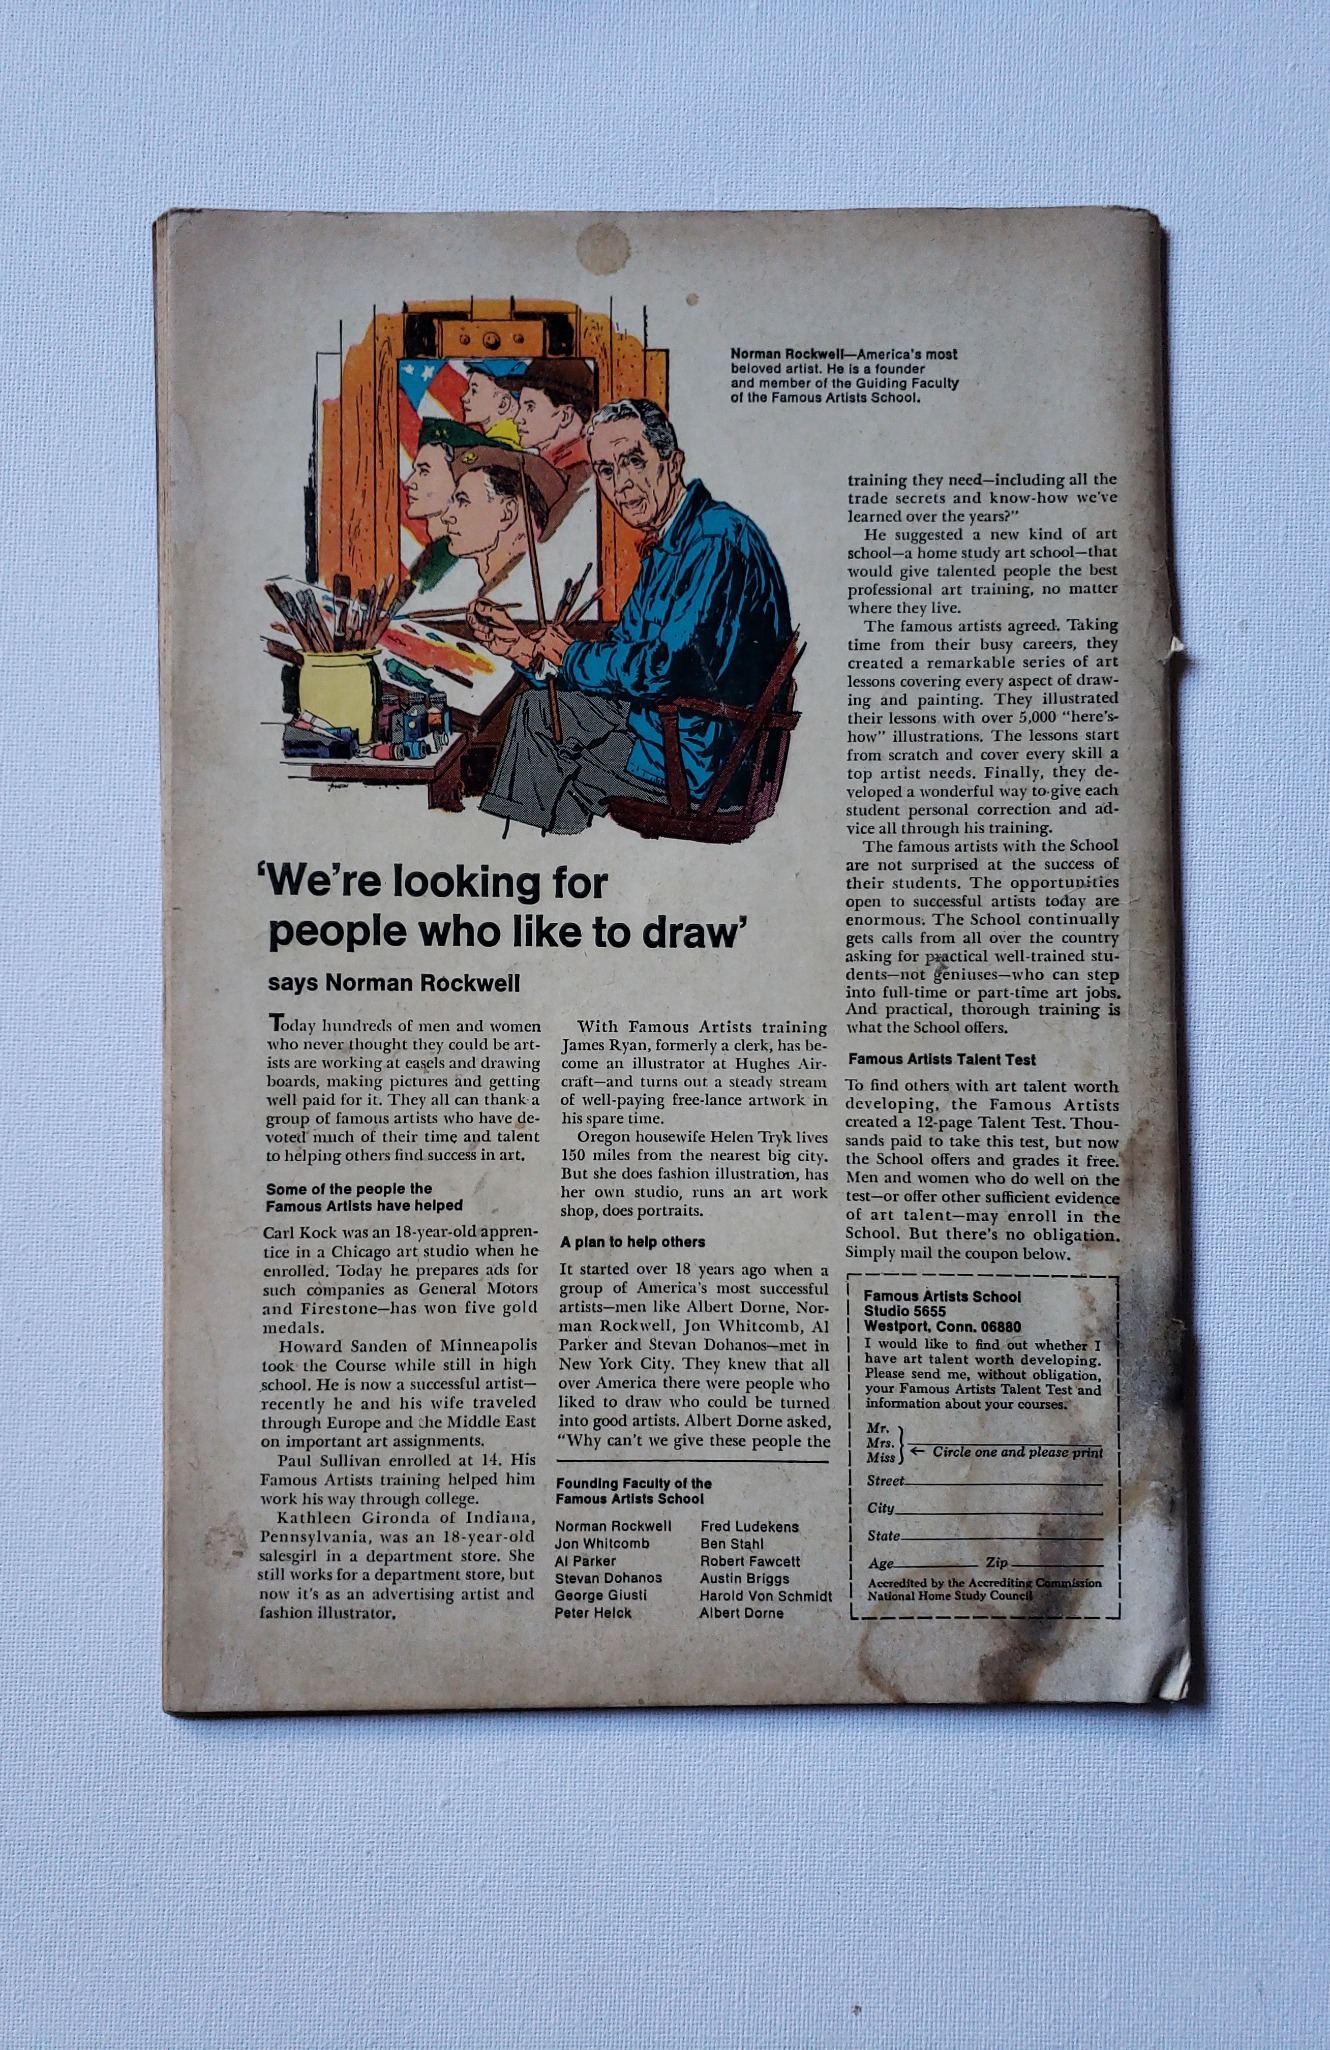 Norman Rockwell—America's most
beloved artist. He is a founder
and member of the Guiding Faculty
of the Famous Artists School.
'We're looking for
people who like to draw'
says Norman Rockwell
Today hundreds of men and women
who never thought they could be art-
ists are working at easels and drawing
boards, making pictures and getting
well paid for it. They all can thank a
group of famous artists who have de-
voted much of their time and talent
to helping others find success in art.
Some of the people the
Famous Artists have helped
Carl Kock was an 18-year-old appren-
tice in a Chicago art studio when he
enrolled. Today he prepares ads for
such companies as General Motors
and Firestone—has won five gold
medals.
Howard Sanden of Minneapolis
took the Course while still in high
school. He is now a successful artist—
recently he and his wife traveled
through Europe and the Middle East
on important art assignments.
Paul Sullivan enrolled at 14. His
Famous Artists training helped him
work his way through college.
Kathleen Gironda of Indiana,
Pennsylvania, was an 18-year-old
salesgirl in a department store. She
still works for a department store, but
now it's as an advertising artist and
fashion illustrator.
With Famous Artists training
James Ryan, formerly a clerk, has be-
come an illustrator at Hughes Air-
craft—and turns out a steady stream
of well-paying free-lance artwork in
his spare time.
Oregon housewife Helen Tryk lives
150 miles from the nearest big city.
But she does fashion illustration, has
her own studio, runs an art work
shop, does portraits.
A plan to help others
It started over 18 years ago when a
group of America's most successful
artists—men like Albert Dorne, Nor-
man Rockwell, Jon Whitcomb, Al
Parker and Stevan Dohanos—met in
New York City. They knew that all
over America there were people who
liked to draw who could be turned
into good artists. Albert Dorne asked,
"Why can't we give these people the
training they need—including all the
trade secrets and know-how we've
learned over the years?"
He suggested a new kind of art
school—a home study art school—that
would give talented people the best
professional art training, no matter
where they live.
The famous artists agreed. Taking
time from their busy careers, they
created a remarkable series of art
lessons covering every aspect of draw-
ing and painting. They illustrated
their lessons with over 5,000 "here's-
how" illustrations. The lessons start
from scratch and cover every skill a
top artist needs. Finally, they de-
veloped a wonderful way to give each
student personal correction and ad-
vice all through his training.
The famous artists with the School
are not surprised at the success of
their students. The opportunities
open to successful artists today are
enormous. The School continually
gets calls from all over the country
asking for practical well-trained stu-
dents—not geniuses—who can step
into full-time or part-time art jobs.
And practical, thorough training is
what the School offers.
Famous Artists Talent Test
To find others with art talent worth
developing, the Famous Artists
created a 12-page Talent Test. Thou-
sands paid to take this test, but now
the School offers and grades it free.
Men and women who do well on the
test—or offer other sufficient evidence
of art talent—may enroll in the
School. But there's no obligation.
Simply mail the coupon below.
Founding Faculty of the
Famous Artists School
Norman Rockwell
Jon Whitcomb
Al Parker
Stevan Dohanos
George Giusti
Peter Helck
Fred Ludekens
Ben Stahl
Robert Fawcett
Austin Briggs
Harold Von Schmidt
Albert Dorne
Famous Artists School
Studio 5655
Westport, Conn. 06880
I would like to find out whether I
have art talent worth developing.
Please send me, without obligation,
your Famous Artists Talent Test and
information about your courses.
Mr.
Mrs.
Miss ← Circle one and please print
Street
City
State
Age Zip
Accredited by the Accrediting Commission
National Home Study Council